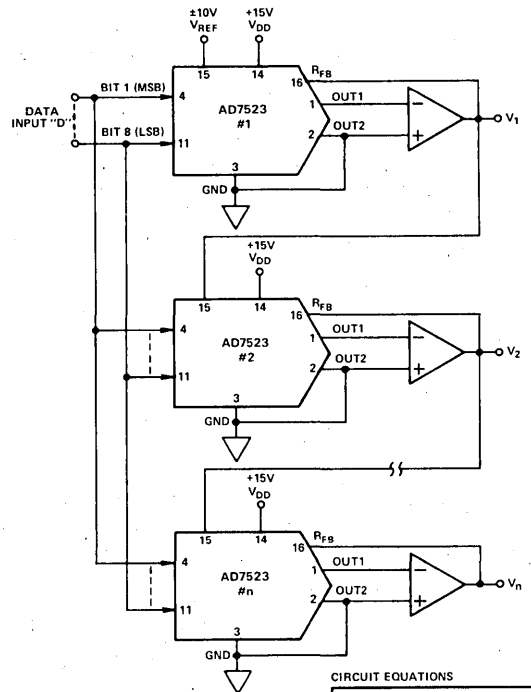 ±10V
V_REF
+15V
V_DD
DATA
INPUT "D"
BIT 1 (MSB)
BIT 8 (LSB)
4
11
15
14
16
R_FB
AD7523
#1
1
OUT1
2
OUT2
3
GND
−
+
V₁
+15V
V_DD
15
14
16
R_FB
4
11
AD7523
#2
1
OUT1
2
OUT2
3
GND
−
+
V₂
+15V
V_DD
15
14
16
R_FB
4
11
AD7523
#n
1
OUT1
2
OUT2
3
GND
−
+
Vₙ
CIRCUIT EQUATIONS